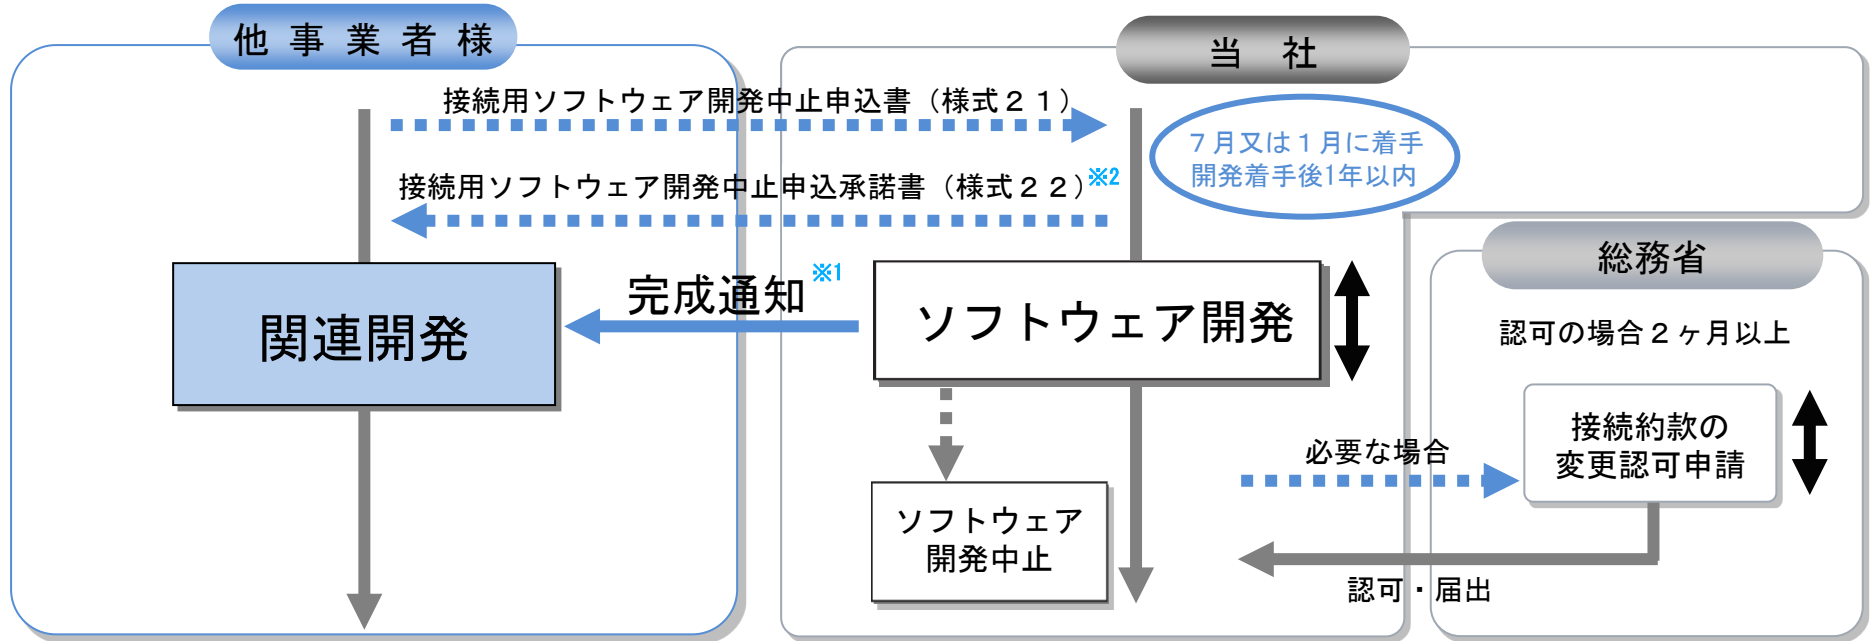 他事業者様
当 社
接続用ソフトウェア開発中止申込書（様式２１）
７月又は１月に着手
開発着手後1年以内
接続用ソフトウェア開発中止申込承諾書（様式２２）※2
総務省
完成通知※1
関連開発
ソフトウェア開発
認可の場合２ヶ月以上
接続約款の
変更認可申請
必要な場合
ソフトウェア
開発中止
認可・届出